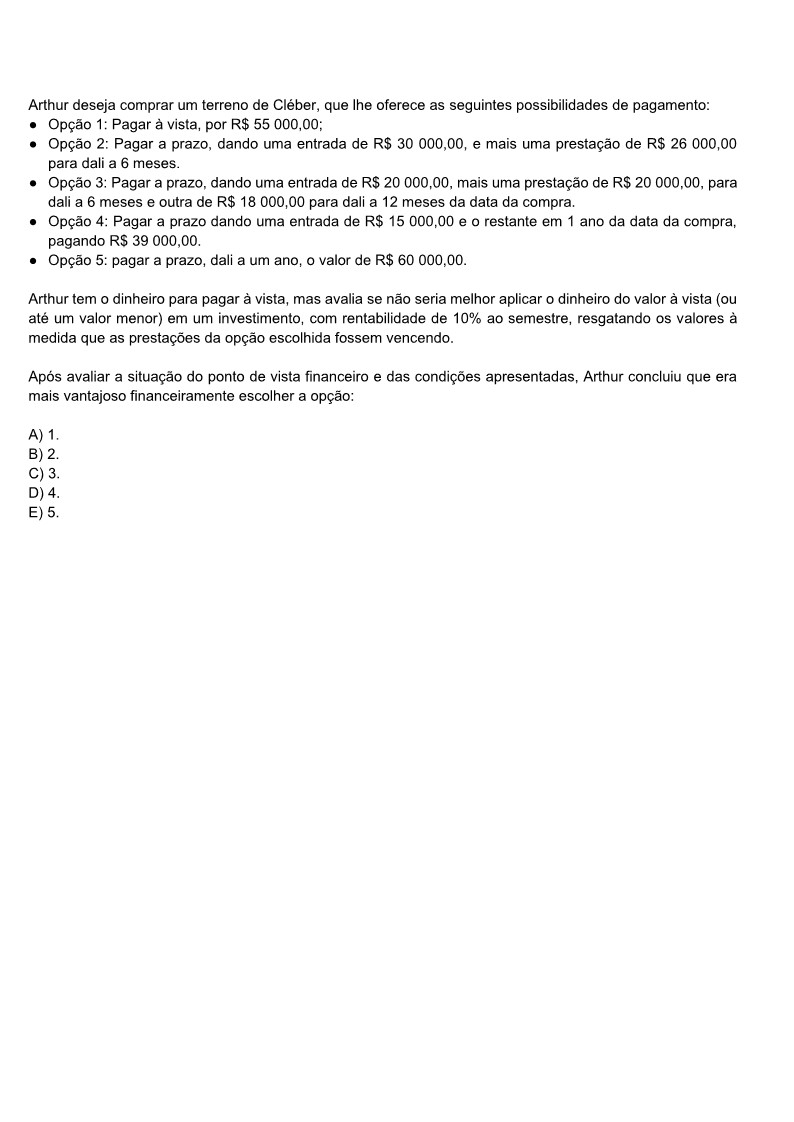 Arthur deseja comprar um terreno de Cléber, que lhe oferece as seguintes possibilidades de pagamento:
● Opção 1: Pagar à vista, por R$ 55 000,00;
● Opção 2: Pagar a prazo, dando uma entrada de R$ 30 000,00, e mais uma prestação de R$ 26 000,00
para dali a 6 meses.
● Opção 3: Pagar a prazo, dando uma entrada de R$ 20 000,00, mais uma prestação de R$ 20 000,00, para
dali a 6 meses e outra de R$ 18 000,00 para dali a 12 meses da data da compra.
● Opção 4: Pagar a prazo dando uma entrada de R$ 15 000,00 e o restante em 1 ano da data da compra,
pagando R$ 39 000,00.
● Opção 5: pagar a prazo, dali a um ano, o valor de R$ 60 000,00.
Arthur tem o dinheiro para pagar à vista, mas avalia se não seria melhor aplicar o dinheiro do valor à vista (ou
até um valor menor) em um investimento, com rentabilidade de 10% ao semestre, resgatando os valores à
medida que as prestações da opção escolhida fossem vencendo.
Após avaliar a situação do ponto de vista financeiro e das condições apresentadas, Arthur concluiu que era
mais vantajoso financeiramente escolher a opção:
A) 1.
B) 2.
C) 3.
D) 4.
E) 5.